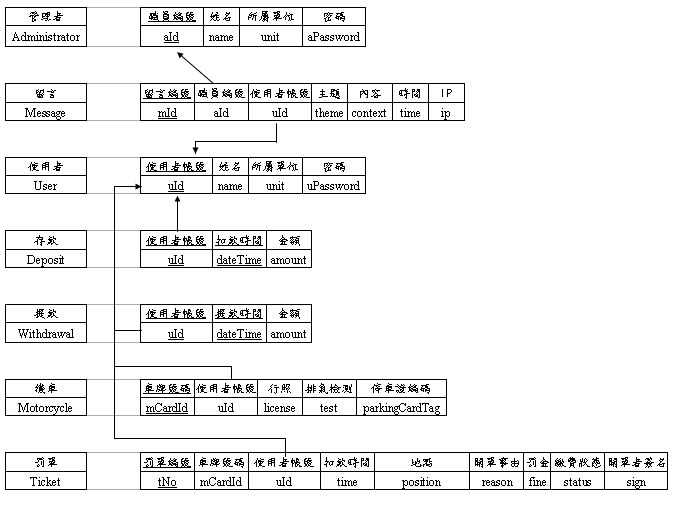 管理者 職員編號 姓名 所屬單位 密碼
Administrator aId name unit aPassword
留言 留言編號 職員編號 使用者帳號 主題 內容 時間 IP
Message mId aId uId theme context time ip
使用者 使用者帳號 姓名 所屬單位 密碼
User uId name unit uPassword
存款 使用者帳號 扣款時間 金額
Deposit uId dateTime amount
提款 使用者帳號 提款時間 金額
Withdrawal uId dateTime amount
機車 車牌號碼 使用者帳號 行照 排氣檢測 停車證編碼
Motorcycle mCardId uId license test parkingCardTag
罰單 罰單編號 車牌號碼 使用者帳號 扣款時間 地點 開單事由 罰金 繳費狀態 開單者簽名
Ticket tNo mCardId uId time position reason fine status sign